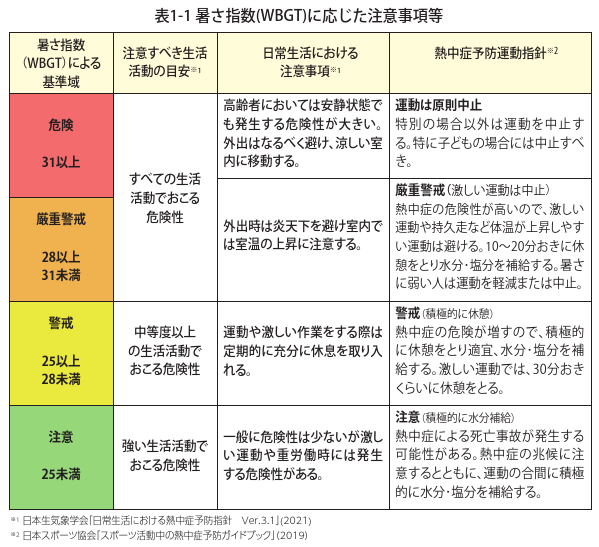 表1-1 暑さ指数(WBGT)に応じた注意事項等
暑さ指数
（WBGT）による
基準域
注意すべき生活
活動の目安※1
日常生活における
注意事項※1
熱中症予防運動指針※2
危険
31以上
すべての生活
活動でおこる
危険性
高齢者においては安静状態で
も発生する危険性が大きい。
外出はなるべく避け、涼しい室
内に移動する。
運動は原則中止
特別の場合以外は運動を中止す
る。特に子どもの場合には中止すべ
き。
厳重警戒
28以上
31未満
外出時は炎天下を避け室内で
は室温の上昇に注意する。
厳重警戒（激しい運動は中止）
熱中症の危険性が高いので、激しい
運動や持久走など体温が上昇しやす
い運動は避ける。10～20分おきに休
憩をとり水分・塩分を補給する。暑さ
に弱い人は運動を軽減または中止。
警戒
25以上
28未満
中等度以上
の生活活動で
おこる危険性
運動や激しい作業をする際は
定期的に充分に休息を取り入
れる。
警戒（積極的に休憩）
熱中症の危険が増すので、積極的
に休憩をとり適宜、水分・塩分を補
給する。激しい運動では、30分おき
くらいに休憩をとる。
注意
25未満
強い生活活動で
おこる危険性
一般に危険性は少ないが激し
い運動や重労働時には発生
する危険性がある。
注意（積極的に水分補給）
熱中症による死亡事故が発生する
可能性がある。熱中症の兆候に注
意するとともに、運動の合間に積極
的に水分・塩分を補給する。
※1 日本生気象学会「日常生活における熱中症予防指針　Ver.3.1」(2021)
※2 日本スポーツ協会「スポーツ活動中の熱中症予防ガイドブック」(2019)